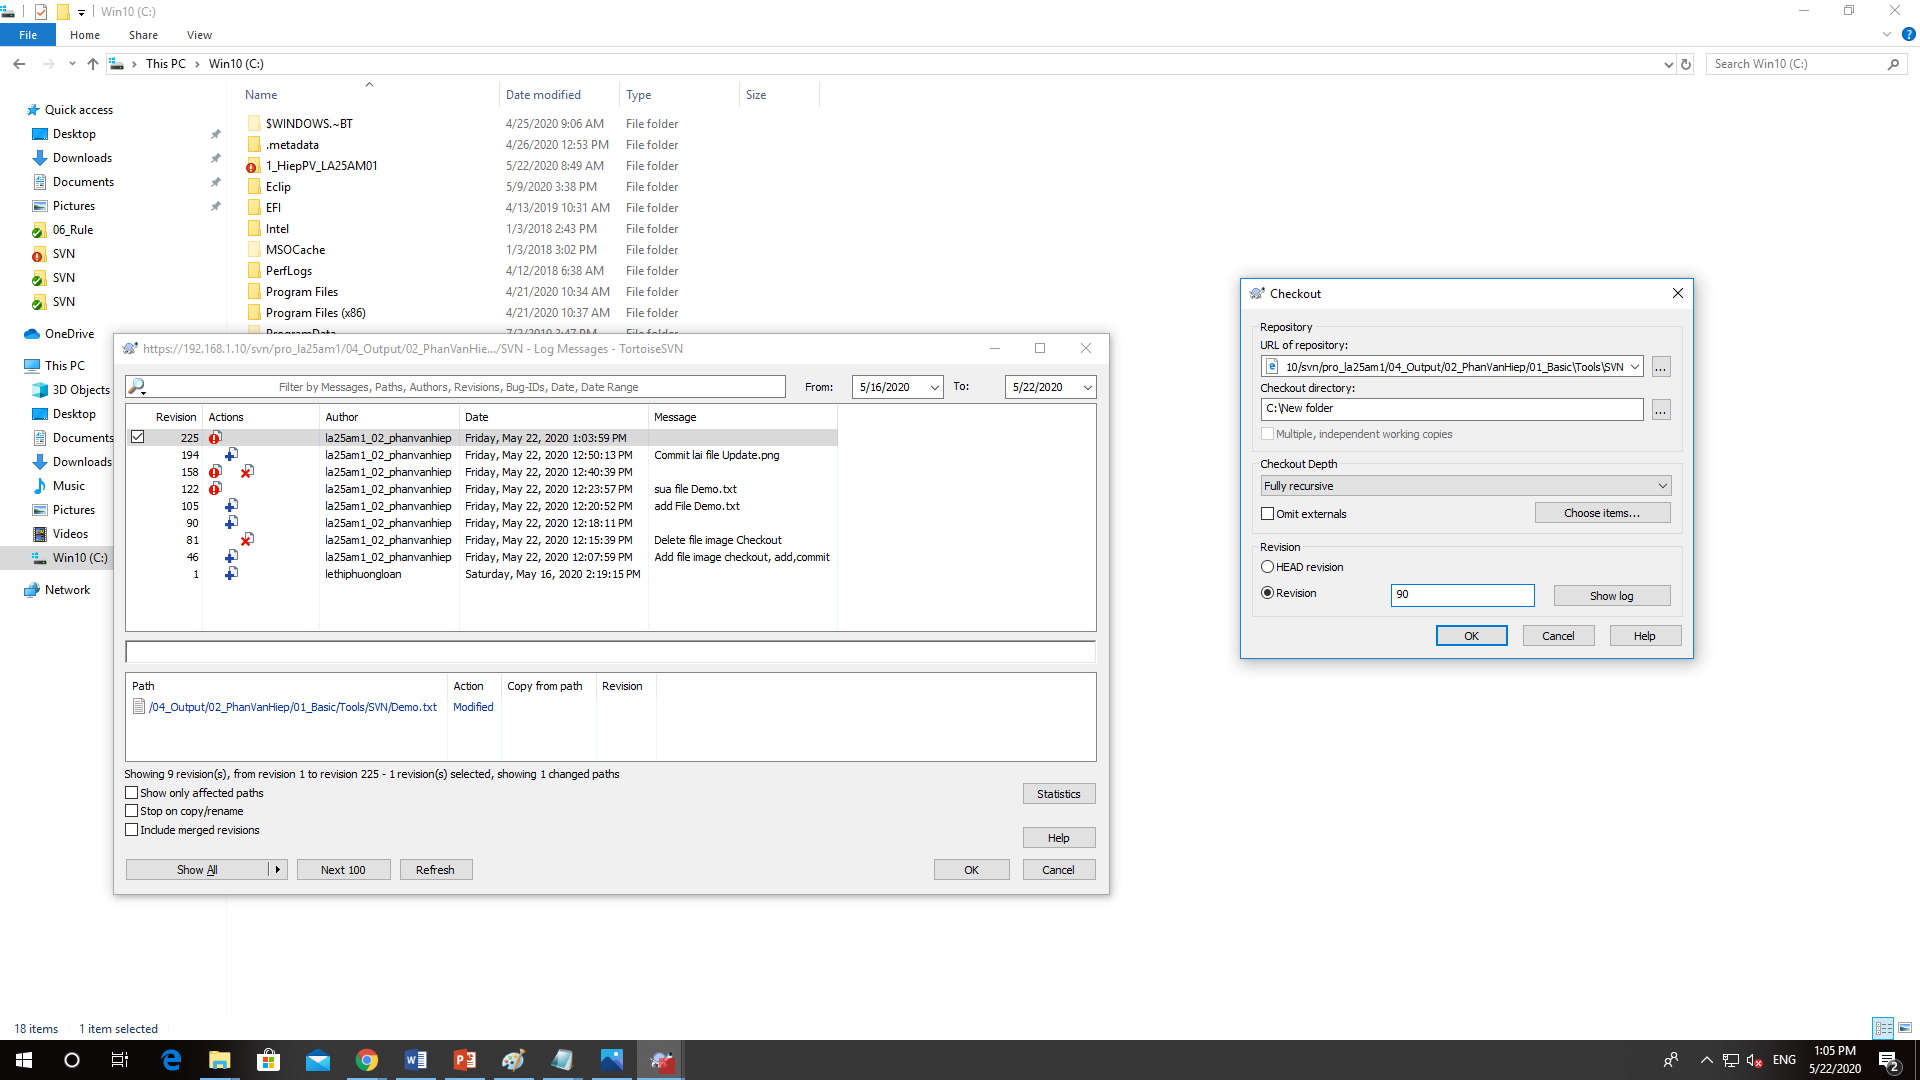 Win10 (C:)
File Home Share View
This PC Win10 (C:)
Search Win10 (C:)
Name Date modified Type Size
$WINDOWS.~BT 4/25/2020 9:06 AM File folder
.metadata 4/26/2020 12:53 PM File folder
1_HiepPV_LA25AM01 5/22/2020 8:49 AM File folder
Eclip 5/9/2020 3:38 PM File folder
EFI 4/13/2019 10:31 AM File folder
Intel 1/3/2018 2:43 PM File folder
MSOCache 1/3/2018 3:02 PM File folder
PerfLogs 4/12/2018 6:38 AM File folder
Program Files 4/21/2020 10:34 AM File folder
Program Files (x86) 4/21/2020 10:37 AM File folder
ProgramData 7/2/2019 3:47 PM File folder
Quick access
Desktop
Downloads
Documents
Pictures
06_Rule
SVN
SVN
SVN
OneDrive
This PC
3D Objects
Desktop
Documents
Downloads
Music
Pictures
Videos
Win10 (C:)
Network
https://192.168.1.10/svn/pro_la25am1/04_Output/02_PhanVanHie.../SVN - Log Messages - TortoiseSVN
Filter by Messages, Paths, Authors, Revisions, Bug-IDs, Date, Date Range
From: 5/16/2020 To: 5/22/2020
Revision Actions Author Date Message
225 la25am1_02_phanvanhiep Friday, May 22, 2020 1:03:59 PM
194 la25am1_02_phanvanhiep Friday, May 22, 2020 12:50:13 PM Commit lai file Update.png
158 la25am1_02_phanvanhiep Friday, May 22, 2020 12:40:39 PM
122 la25am1_02_phanvanhiep Friday, May 22, 2020 12:23:57 PM sua file Demo.txt
105 la25am1_02_phanvanhiep Friday, May 22, 2020 12:20:52 PM add File Demo.txt
90 la25am1_02_phanvanhiep Friday, May 22, 2020 12:18:11 PM
81 la25am1_02_phanvanhiep Friday, May 22, 2020 12:15:39 PM Delete file image Checkout
46 la25am1_02_phanvanhiep Friday, May 22, 2020 12:07:59 PM Add file image checkout, add,commit
1 lethiphuongloan Saturday, May 16, 2020 2:19:15 PM
Path Action Copy from path Revision
/04_Output/02_PhanVanHiep/01_Basic/Tools/SVN/Demo.txt Modified
Showing 9 revision(s), from revision 1 to revision 225 - 1 revision(s) selected, showing 1 changed paths
Show only affected paths
Stop on copy/rename
Include merged revisions
Statistics
Help
Show All Next 100 Refresh OK Cancel
Checkout
Repository
URL of repository:
10/svn/pro_la25am1/04_Output/02_PhanVanHiep/01_Basic\Tools\SVN ...
Checkout directory:
C:\New folder ...
Multiple, independent working copies
Checkout Depth
Fully recursive
Omit externals Choose items...
Revision
HEAD revision
Revision 90 Show log
OK Cancel Help
18 items 1 item selected
ENG
1:05 PM
5/22/2020
2